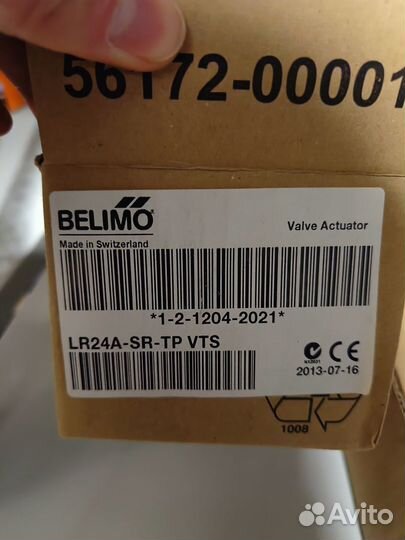 56172-00001
BELIMO
Valve Actuator
Made in Switzerland
*1-2-1204-2021*
LR24A-SR-TP VTS
CE
2013-07-16
1008
Avito